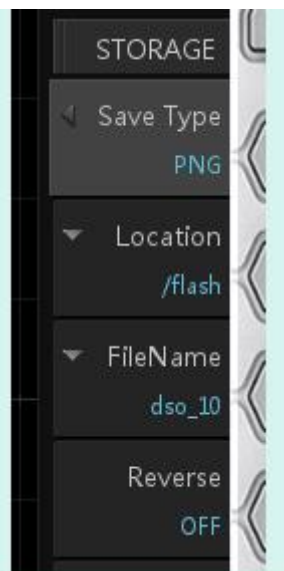 STORAGE
Save Type
PNG
Location
/flash
FileName
dso_10
Reverse
OFF